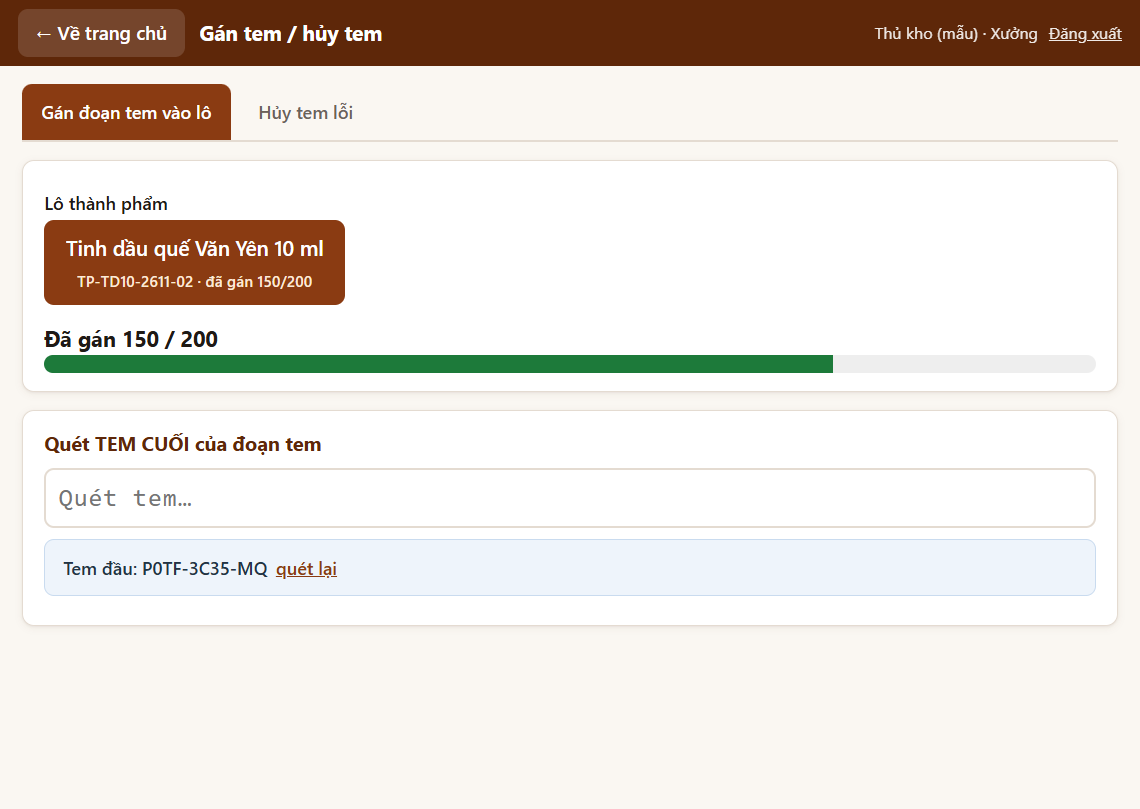 ← Về trang chủ Gán tem / hủy tem Thủ kho (mẫu) · Xưởng Đăng xuất
Gán đoạn tem vào lô Hủy tem lỗi
Lô thành phẩm
Tinh dầu quế Văn Yên 10 ml
TP-TD10-2611-02 · đã gán 150/200
Đã gán 150 / 200
Quét TEM CUỐI của đoạn tem
Quét tem…
Tem đầu: P0TF-3C35-MQ quét lại